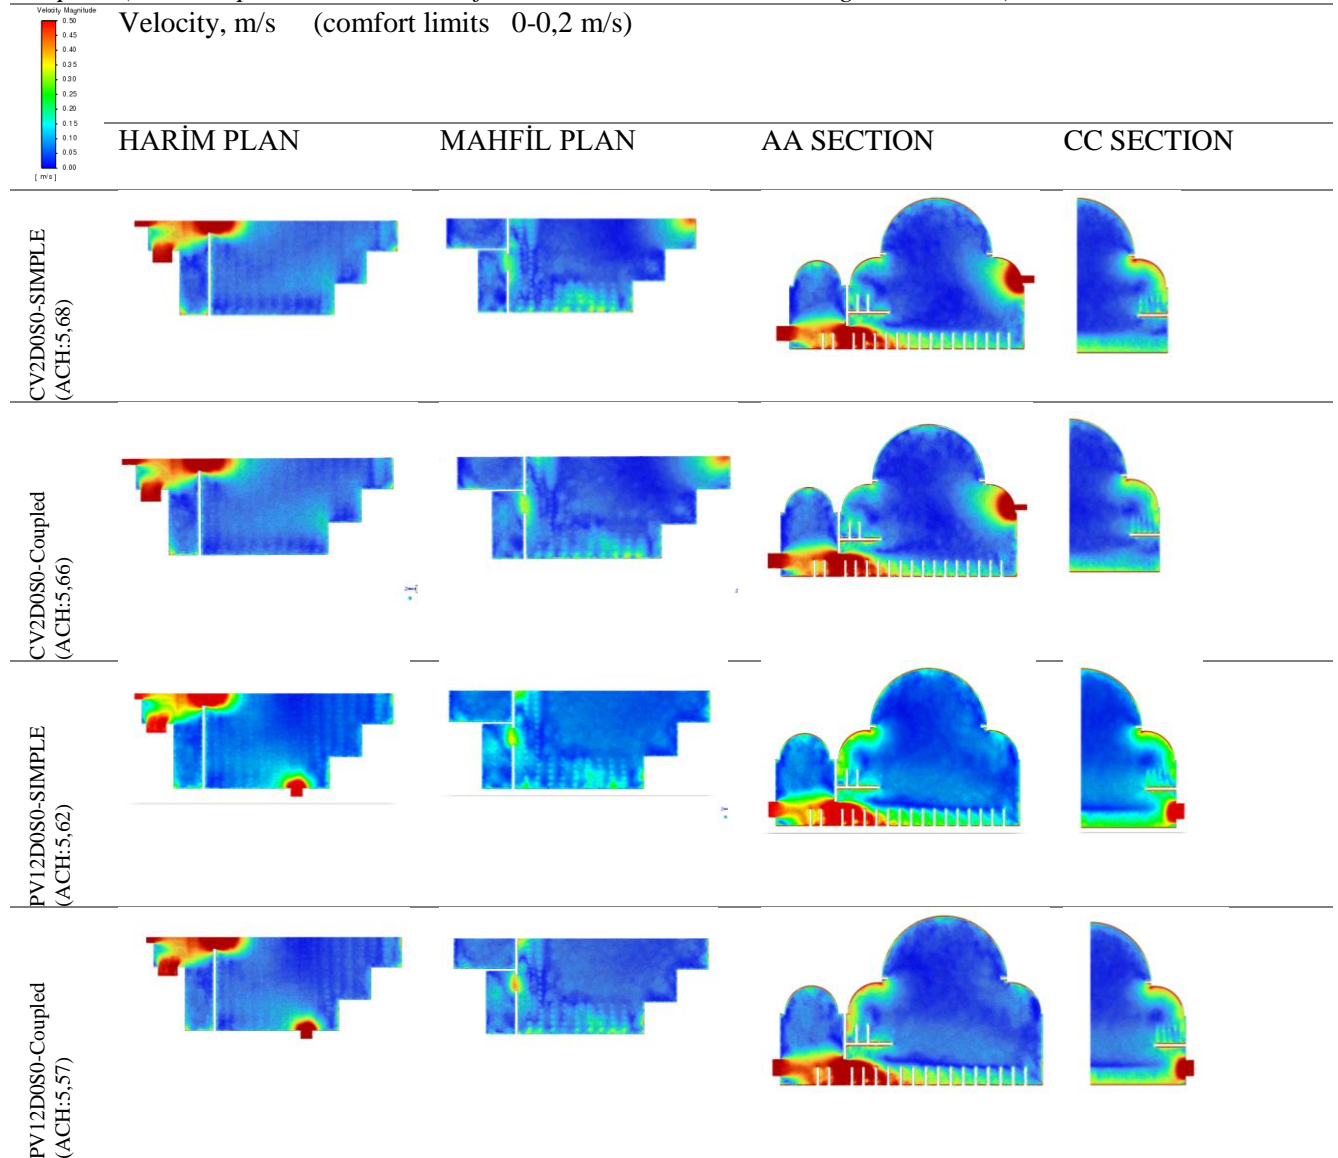 Velocity Magnitude
0.50
0.45
0.40
0.35
0.30
0.25
0.20
0.15
0.10
0.05
0.00
[ m/s ]
Velocity, m/s (comfort limits 0-0,2 m/s)
HARİM PLAN MAHFİL PLAN AA SECTION CC SECTION
CV2D0S0-SIMPLE
(ACH:5,68)
CV2D0S0-Coupled
(ACH:5,66)
PV12D0S0-SIMPLE
(ACH:5,62)
PV12D0S0-Coupled
(ACH:5,57)